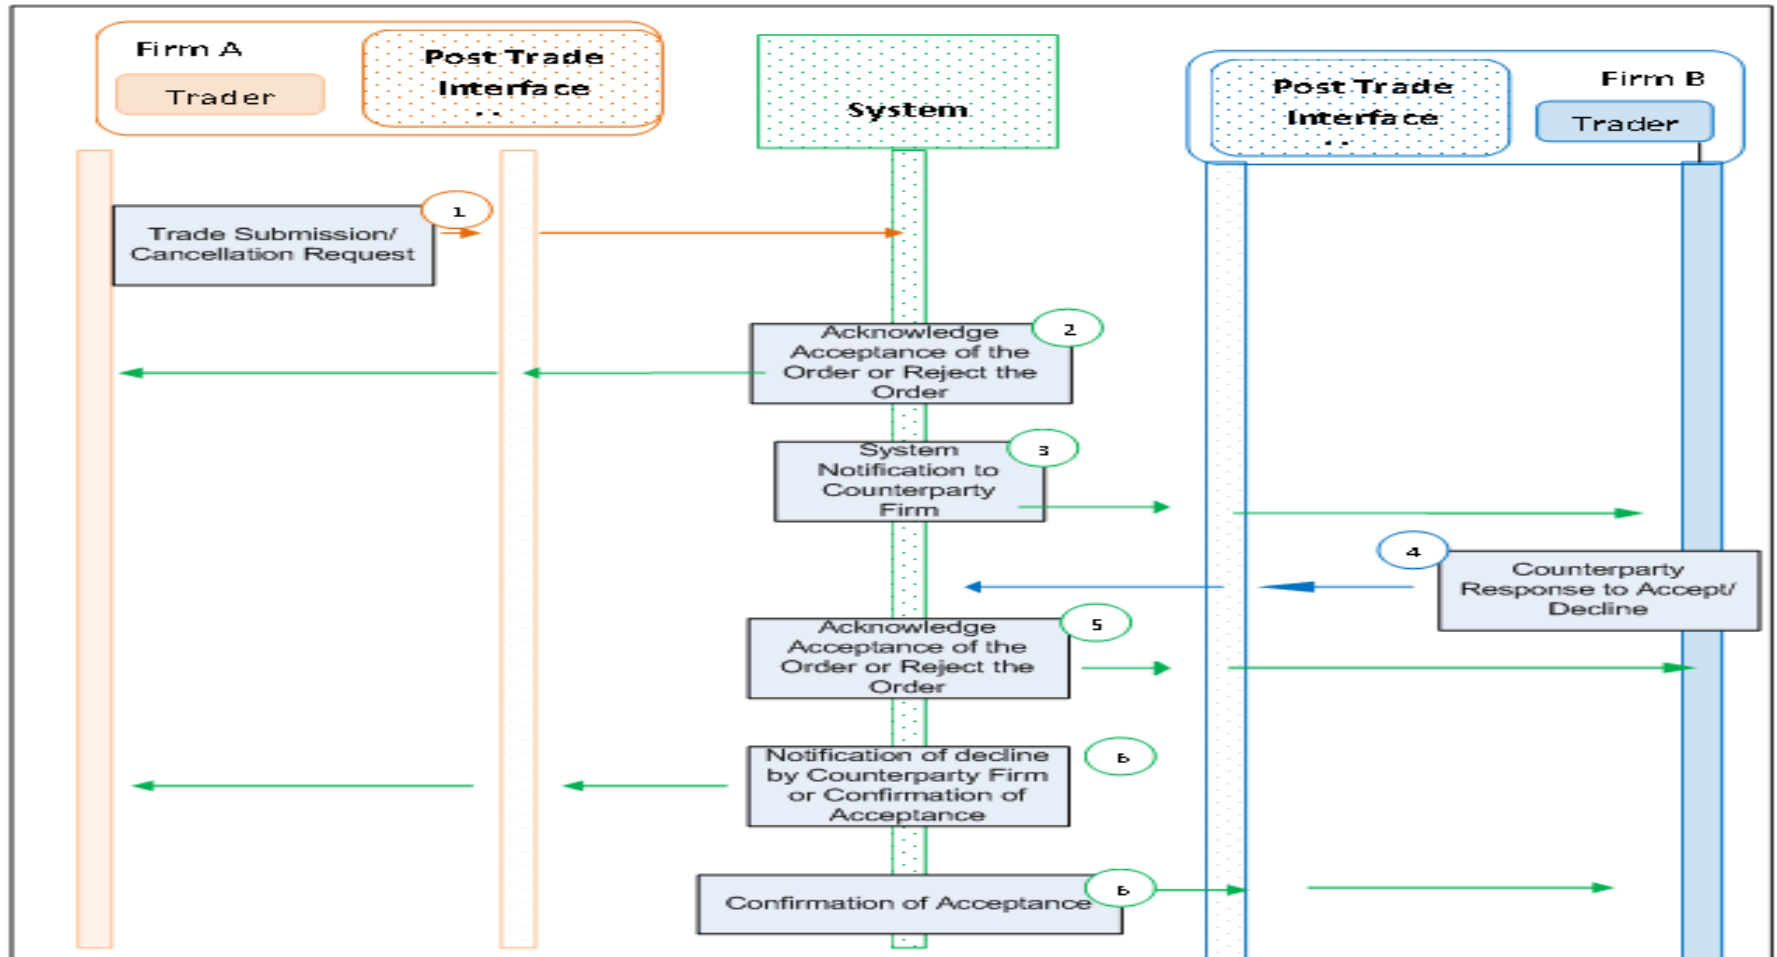 Firm A
Trader
Post Trade
Interface
System
Post Trade
Interface
Firm B
Trader
1
Trade Submission/
Cancellation Request
2
Acknowledge
Acceptance of the
Order or Reject the
Order
3
System
Notification to
Counterparty
Firm
4
Counterparty
Response to Accept/
Decline
5
Acknowledge
Acceptance of the
Order or Reject the
Order
6
Notification of decline
by Counterparty Firm
or Confirmation of
Acceptance
6
Confirmation of Acceptance